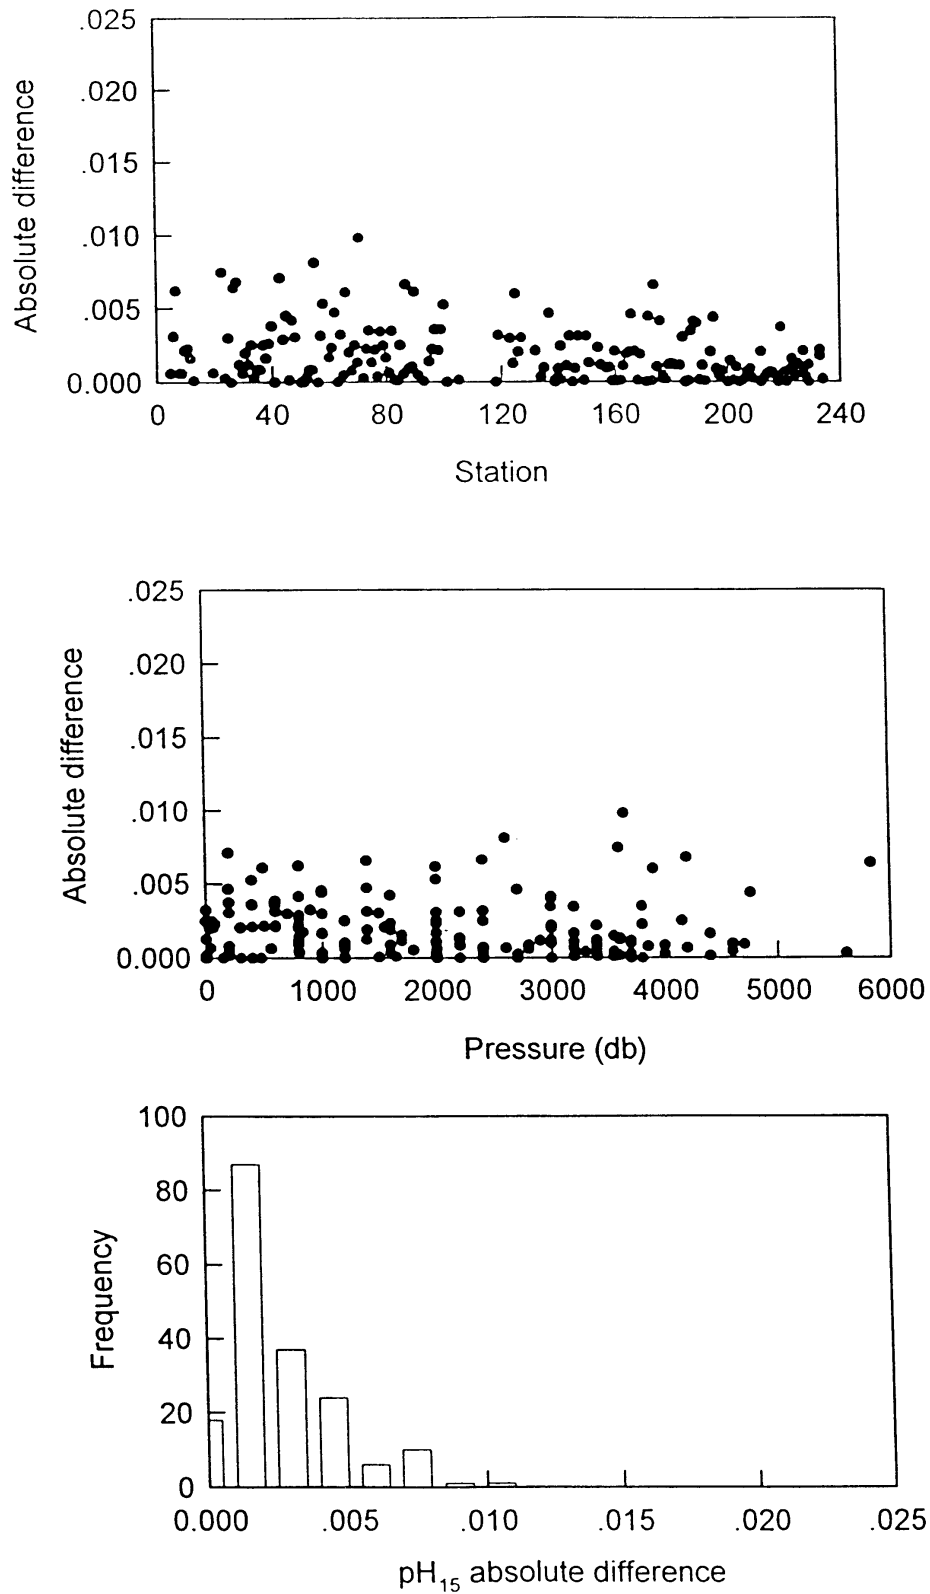 .025
.020
.015
.010
.005
0.000
Absolute difference
0 40 80 120 160 200 240
Station
.025
.020
.015
.010
.005
0.000
Absolute difference
0 1000 2000 3000 4000 5000 6000
Pressure (db)
100
80
60
40
20
0
Frequency
0.000 .005 .010 .015 .020 .025
pH₁₅ absolute difference